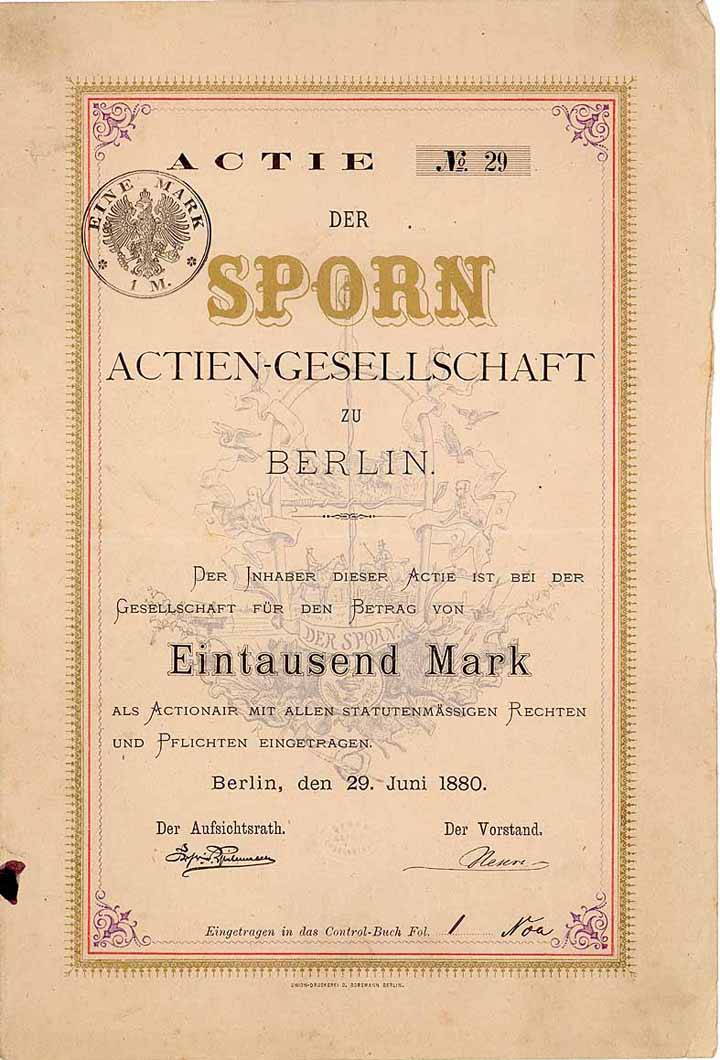 ACTIE No. 29
EINE MARK
1 M.
DER
SPORN
ACTIEN-GESELLSCHAFT
ZU
BERLIN.
DER INHABER DIESER ACTIE IST BEI DER
GESELLSCHAFT FÜR DEN BETRAG VON
DER SPORN
Eintausend Mark
ALS ACTIONAIR MIT ALLEN STATUTENMÄSSIGEN RECHTEN
UND PFLICHTEN EINGETRAGEN.
Berlin, den 29. Juni 1880.
Der Aufsichtsrath. Der Vorstand.
Eingetragen in das Control-Buch Fol. 1